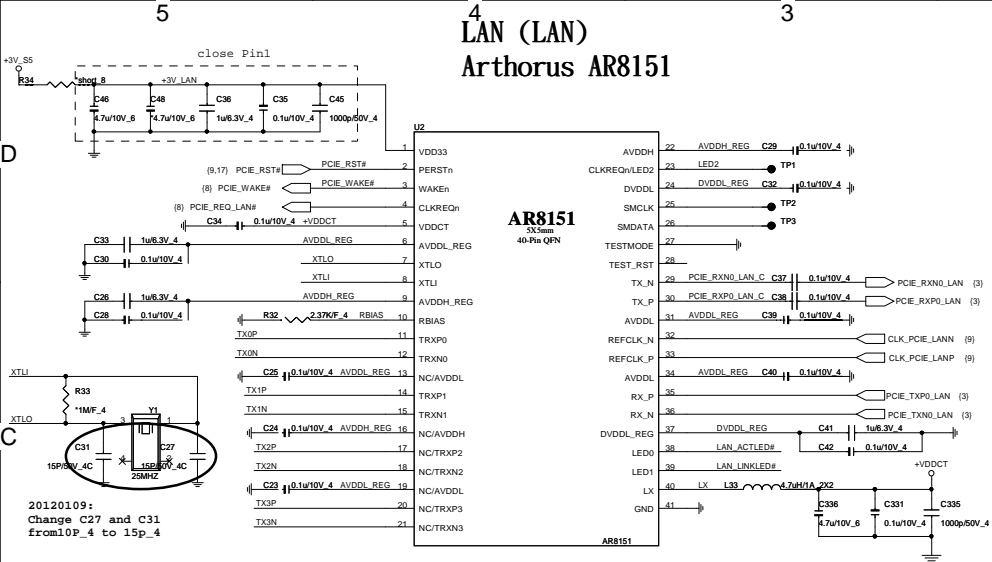 5
4
3
LAN (LAN)
Arthorus AR8151
close Pin1
+3V_S5
R34
*short_8
+3V_LAN
C46
C48
C36
C35
C45
4.7u/10V_6
*4.7u/10V_6
1u/6.3V_4
0.1u/10V_4
1000p/50V_4
U2
D
1
VDD33
AVDDH
22
AVDDH_REG
C29
0.1u/10V_4
(9,17)
PCIE_RST#
PCIE_RST#
2
PERSTn
CLKREQn/LED2
23
LED2
TP1
(8)
PCIE_WAKE#
PCIE_WAKE#
3
WAKEn
DVDDL
24
DVDDL_REG
C32
0.1u/10V_4
(8)
PCIE_REQ_LAN#
4
CLKREQn
SMCLK
25
TP2
C34
0.1u/10V_4
+VDDCT
5
VDDCT
SMDATA
26
TP3
AR8151
5X5mm
40-Pin QFN
C33
1u/6.3V_4
AVDDL_REG
6
AVDDL_REG
TESTMODE
27
C30
0.1u/10V_4
XTLO
7
XTLO
TEST_RST
28
XTLI
8
XTLI
TX_N
29
PCIE_RXN0_LAN_C
C37
0.1u/10V_4
PCIE_RXN0_LAN
(3)
C26
1u/6.3V_4
AVDDH_REG
9
AVDDH_REG
TX_P
30
PCIE_RXP0_LAN_C
C38
0.1u/10V_4
PCIE_RXP0_LAN
(3)
C28
0.1u/10V_4
R32
2.37K/F_4
RBIAS
10
RBIAS
AVDDL
31
AVDDL_REG
C39
0.1u/10V_4
TX0P
11
TRXP0
REFCLK_N
32
CLK_PCIE_LANN
(9)
TX0N
12
TRXN0
REFCLK_P
33
CLK_PCIE_LANP
(9)
C25
0.1u/10V_4
AVDDL_REG
13
NC/AVDDL
AVDDL
34
AVDDL_REG
C40
0.1u/10V_4
XTLI
R33
*1M/F_4
TX1P
14
TRXP1
RX_P
35
PCIE_TXP0_LAN
(3)
TX1N
15
TRXN1
RX_N
36
PCIE_TXN0_LAN
(3)
XTLO
Y1
3
1
4
2
C
C31
C27
15P/50V_4C
15P/50V_4C
25MHZ
C24
0.1u/10V_4
AVDDH_REG
16
NC/AVDDH
DVDDL_REG
37
DVDDL_REG
C41
1u/6.3V_4
TX2P
17
NC/TRXP2
LED0
38
LAN_ACTLED#
C42
0.1u/10V_4
TX2N
18
NC/TRXN2
LED1
39
LAN_LINKLED#
+VDDCT
C23
0.1u/10V_4
AVDDL_REG
19
NC/AVDDL
LX
40
LX
L33
4.7uH/1A_2X2
TX3P
20
NC/TRXP3
GND
41
TX3N
21
NC/TRXN3
C336
C331
C335
4.7u/10V_6
0.1u/10V_4
1000p/50V_4
AR8151
20120109:
Change C27 and C31
from10P_4 to 15p_4